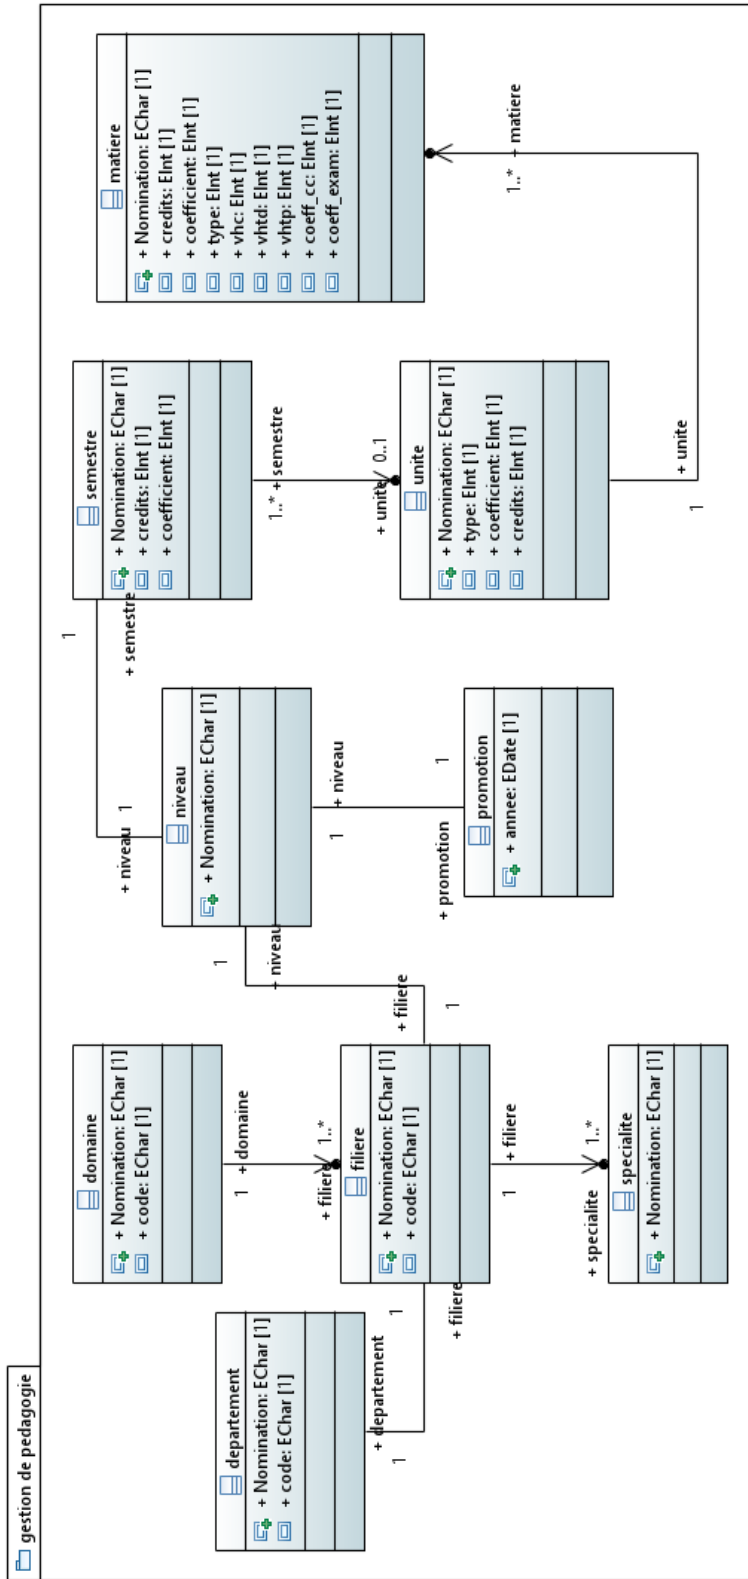 gestion de pedagogie
departement
+ Nomination: EChar [1]
+ code: EChar [1]
+ departement
1
1
+ filiere
domaine
+ Nomination: EChar [1]
+ code: EChar [1]
1
+ domaine
+ filiere
1..*
filiere
+ Nomination: EChar [1]
+ code: EChar [1]
1
+ filiere
+ specialite
1..*
specialite
+ Nomination: EChar [1]
1
+ filiere
1
+ niveau
niveau
+ Nomination: EChar [1]
+ niveau
1
1
+ semestre
1
+ niveau
+ promotion
1
promotion
+ annee: EDate [1]
semestre
+ Nomination: EChar [1]
+ credits: EInt [1]
+ coefficient: EInt [1]
1..*
+ semestre
+ unite
0..1
unite
+ Nomination: EChar [1]
+ type: EInt [1]
+ coefficient: EInt [1]
+ credits: EInt [1]
1
+ unite
1..*
+ matiere
matiere
+ Nomination: EChar [1]
+ credits: EInt [1]
+ coefficient: EInt [1]
+ type: EInt [1]
+ vhc: EInt [1]
+ vhtd: EInt [1]
+ vhtp: EInt [1]
+ coeff_cc: EInt [1]
+ coeff_exam: EInt [1]